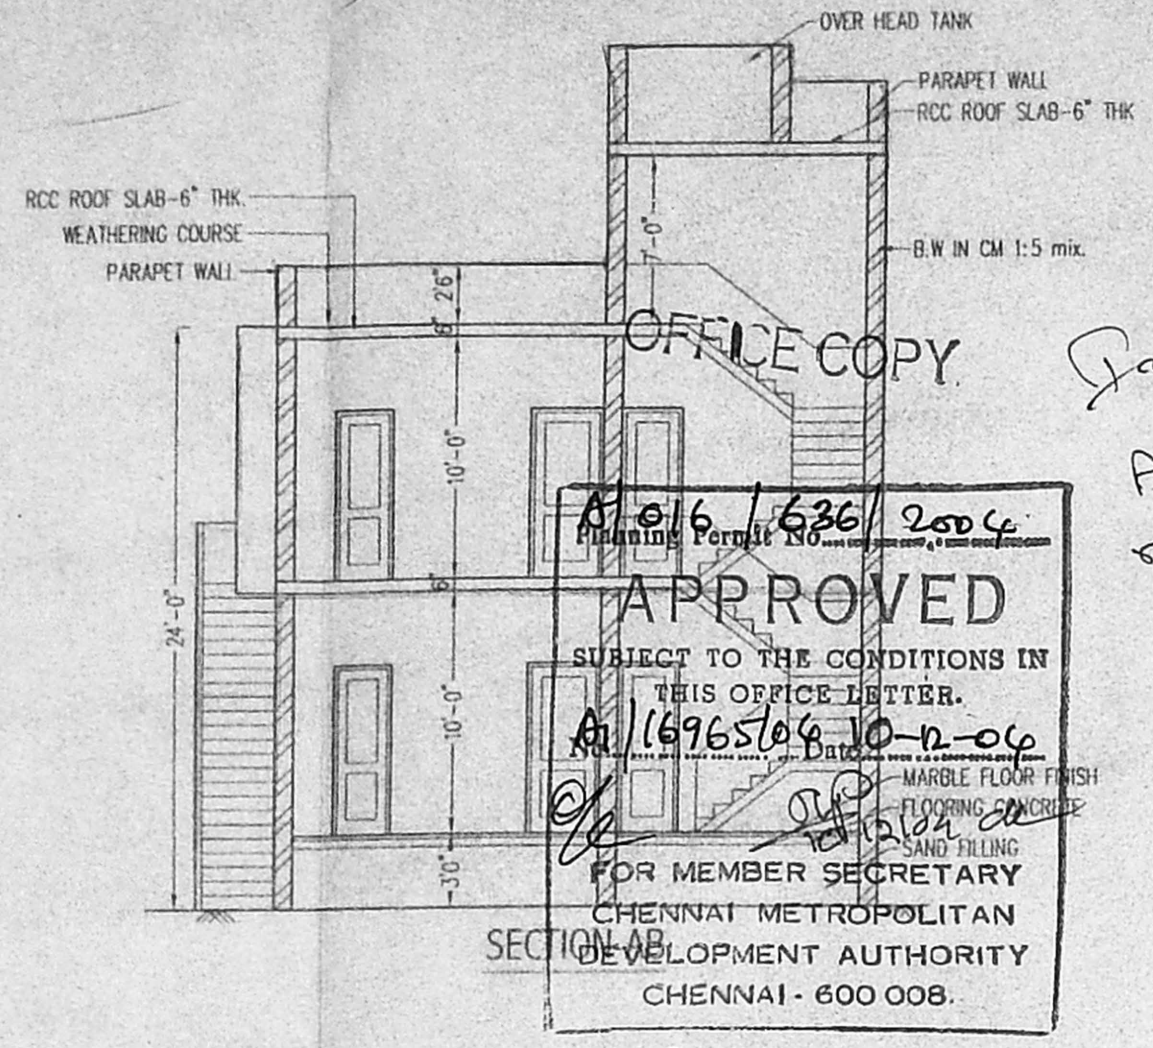 OVER HEAD TANK
PARAPET WALL
RCC ROOF SLAB-6" THK
RCC ROOF SLAB-6" THK.
WEATHERING COURSE
PARAPET WALL
B.W IN CM 1:5 mix.
7'-0"
2'6"
6"
OFFICE COPY.
10'-0"
24'-0"
6"
10'-0"
3'0"
A/016/636/2004
Planning Permit No.
APPROVED
SUBJECT TO THE CONDITIONS IN
THIS OFFICE LETTER.
A1/16965/04 Date 10-12-04
MARBLE FLOOR FINISH
FLOORING CONCRETE
SAND FILLING
FOR MEMBER SECRETARY
CHENNAI METROPOLITAN
DEVELOPMENT AUTHORITY
CHENNAI - 600 008.
SECTION-AB